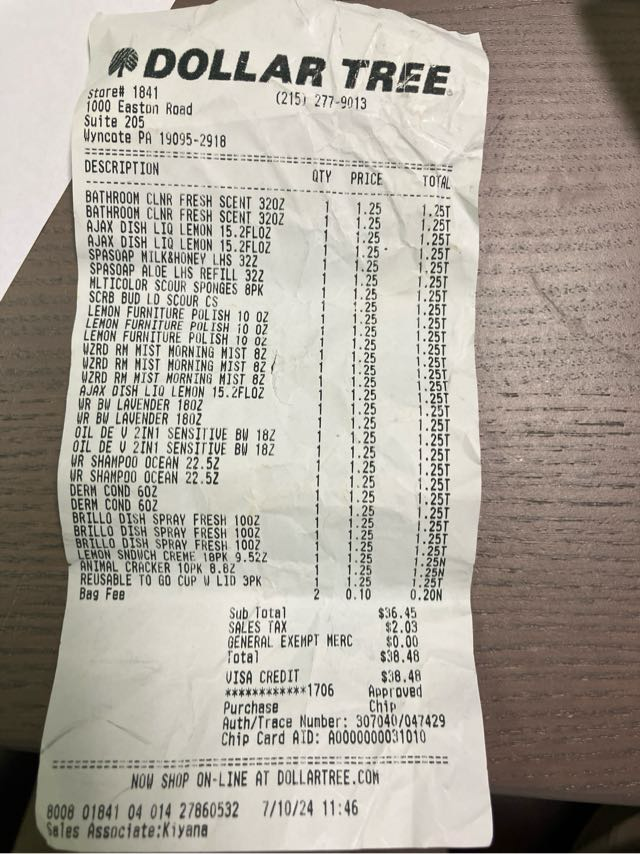 DOLLAR TREE
Store# 1841 (215) 277-9013
1000 Easton Road
Suite 205
Wyncote PA 19095-2918
DESCRIPTION QTY PRICE TOTAL
BATHROOM CLNR FRESH SCENT 32OZ 1 1.25 1.25T
BATHROOM CLNR FRESH SCENT 32OZ 1 1.25 1.25T
AJAX DISH LIQ LEMON 15.2FLOZ 1 1.25 1.25T
AJAX DISH LIQ LEMON 15.2FLOZ 1 1.25 1.25T
SPASOAP MILK&HONEY LHS 32Z 1 1.25 1.25T
SPASOAP ALOE LHS REFILL 32Z 1 1.25 1.25T
MLTICOLOR SCOUR SPONGES 8PK 1 1.25 1.25T
SCRB BUD LD SCOUR CS 1 1.25 1.25T
LEMON FURNITURE POLISH 10 OZ 1 1.25 1.25T
LEMON FURNITURE POLISH 10 OZ 1 1.25 1.25T
LEMON FURNITURE POLISH 10 OZ 1 1.25 1.25T
WZRD RM MIST MORNING MIST 8Z 1 1.25 1.25T
WZRD RM MIST MORNING MIST 8Z 1 1.25 1.25T
WZRD RM MIST MORNING MIST 8Z 1 1.25 1.25T
AJAX DISH LIQ LEMON 15.2FLOZ 1 1.25 1.25T
WR BW LAVENDER 18OZ 1 1.25 1.25T
WR BW LAVENDER 18OZ 1 1.25 1.25T
OIL DE V 2IN1 SENSITIVE BW 18Z 1 1.25 1.25T
OIL DE V 2IN1 SENSITIVE BW 18Z 1 1.25 1.25T
WR SHAMPOO OCEAN 22.5Z 1 1.25 1.25T
WR SHAMPOO OCEAN 22.5Z 1 1.25 1.25T
DERM COND 6OZ 1 1.25 1.25T
DERM COND 6OZ 1 1.25 1.25T
BRILLO DISH SPRAY FRESH 10OZ 1 1.25 1.25T
BRILLO DISH SPRAY FRESH 10OZ 1 1.25 1.25T
BRILLO DISH SPRAY FRESH 10OZ 1 1.25 1.25T
LEMON SNDWCH CREME 18PK 9.52Z 1 1.25 1.25N
ANIMAL CRACKER 10PK 8.8Z 1 1.25 1.25N
REUSABLE TO GO CUP W LID 3PK 1 1.25 1.25T
Bag Fee 2 0.10 0.20N
Sub Total $36.45
SALES TAX $2.03
GENERAL EXEMPT MERC $0.00
Total $38.48
VISA CREDIT $38.48
************1706 Approved
Purchase Chip
Auth/Trace Number: 307040/047429
Chip Card AID: A0000000031010
NOW SHOP ON-LINE AT DOLLARTREE.COM
8008 01841 04 014 27860532 7/10/24 11:46
Sales Associate:Kiyana